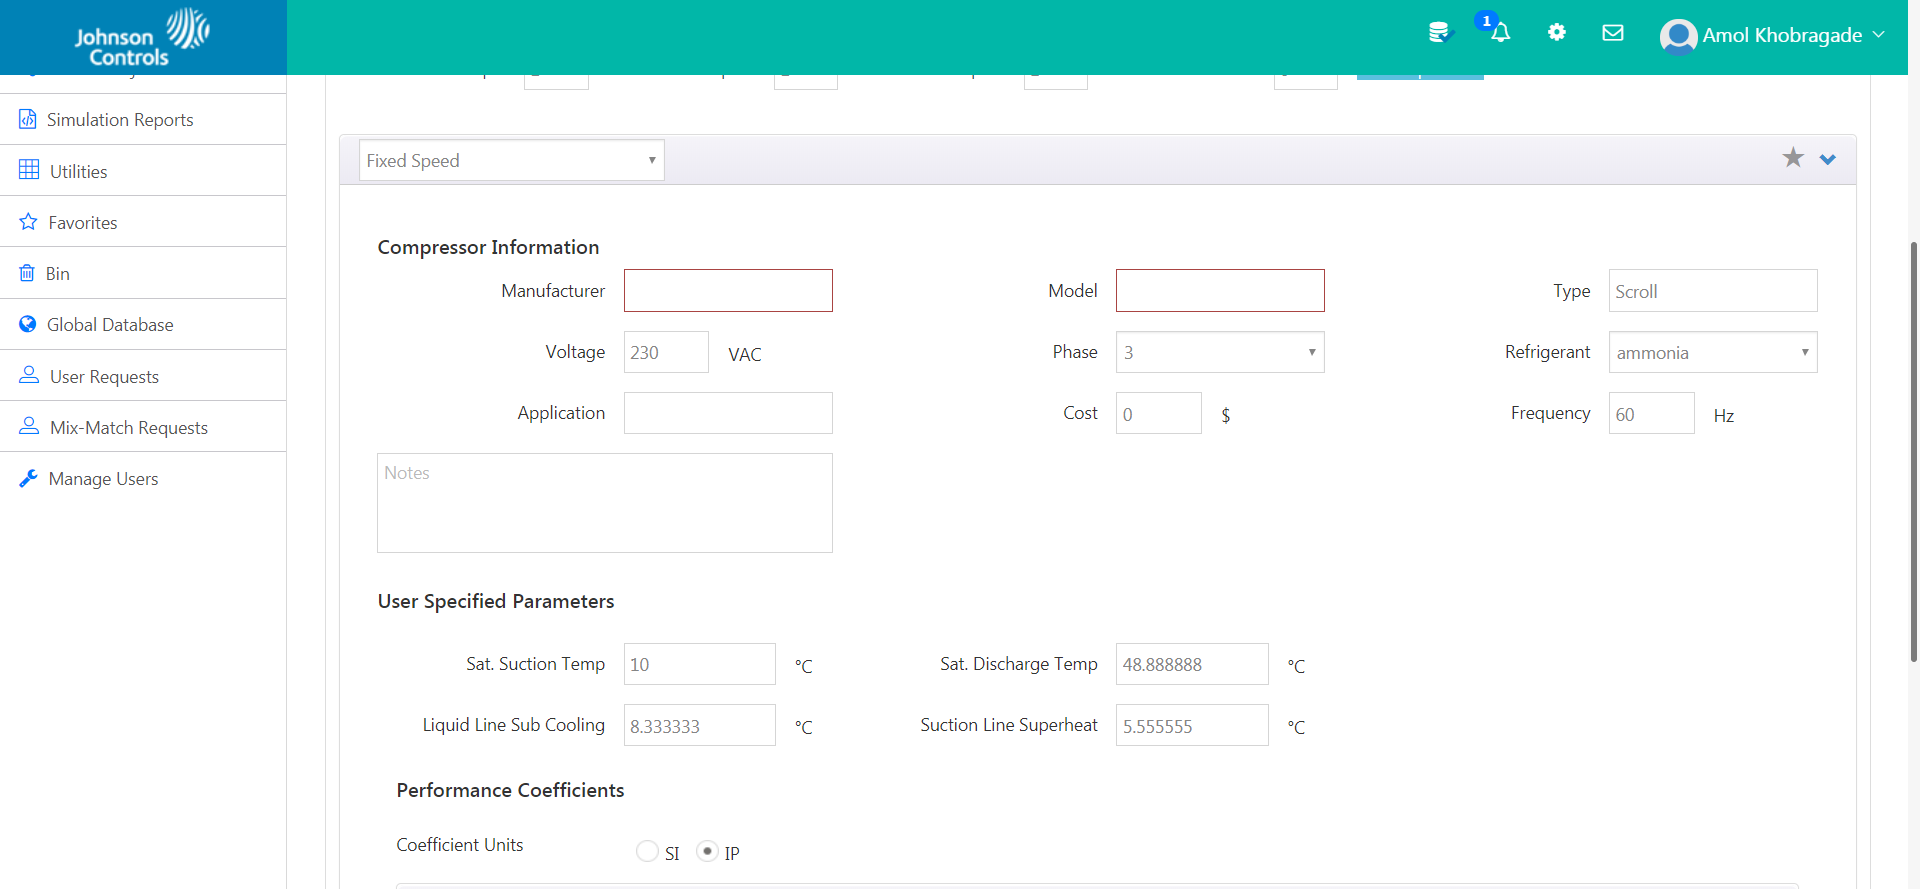 Johnson
Controls
1
Amol Khobragade
Simulation Reports
Utilities
Favorites
Bin
Global Database
User Requests
Mix-Match Requests
Manage Users
Fixed Speed
Compressor Information
Manufacturer
Model
Type Scroll
Voltage 230 VAC
Phase 3
Refrigerant ammonia
Application
Cost 0 $
Frequency 60 Hz
Notes
User Specified Parameters
Sat. Suction Temp 10 °C
Sat. Discharge Temp 48.888888 °C
Liquid Line Sub Cooling 8.333333 °C
Suction Line Superheat 5.555555 °C
Performance Coefficients
Coefficient Units SI IP